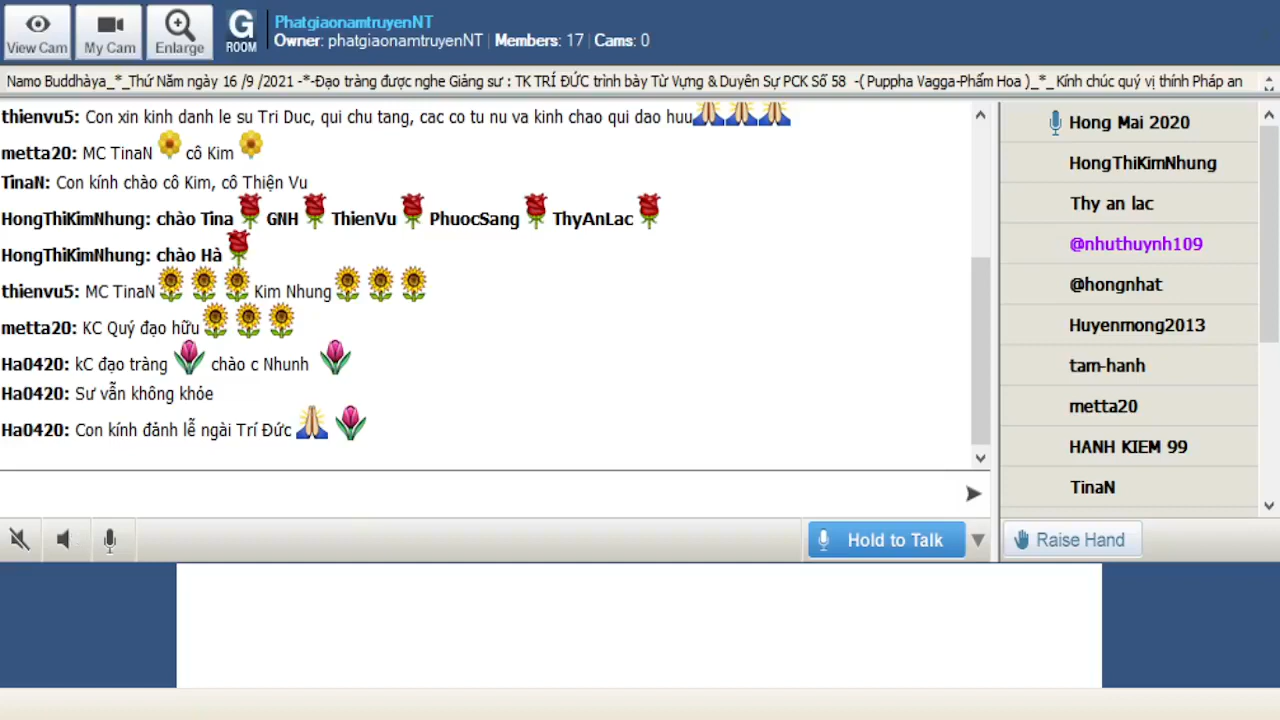 View Cam
My Cam
Enlarge
G
ROOM
PhatgiaonamtruyenNT
Owner: phatgiaonamtruyenNT | Members: 17 | Cams: 0
Namo Buddhàya_*_Thứ Năm ngày 16 /9 /2021 -*-Đạo tràng được nghe Giảng sư : TK TRÍ ĐỨC trình bày Từ Vựng & Duyên Sự PCK Số 58 -( Puppha Vagga-Phẩm Hoa )_*_ Kính chúc quý vị thính Pháp an
thienvu5: Con xin kinh danh le su Tri Duc, qui chu tang, cac co tu nu va kinh chao qui dao huu🙏🙏🙏
metta20: MC TinaN 🌼 cô Kim 🌼
TinaN: Con kính chào cô Kim, cô Thiện Vu
HongThiKimNhung: chào Tina 🌹 GNH 🌹 ThienVu 🌹 PhuocSang 🌹 ThyAnLac 🌹
HongThiKimNhung: chào Hà 🌹
thienvu5: MC TinaN 🌻🌻🌻 Kim Nhung 🌻🌻🌻
metta20: KC Quý đạo hữu 🌻🌻🌻
Ha0420: kC đạo tràng 🌷 chào c Nhunh 🌷
Ha0420: Sư vẫn không khỏe
Ha0420: Con kính đảnh lễ ngài Trí Đức 🙏 🌷
Hold to Talk
Hong Mai 2020
HongThiKimNhung
Thy an lac
@nhuthuynh109
@hongnhat
Huyenmong2013
tam-hanh
metta20
HANH KIEM 99
TinaN
Raise Hand